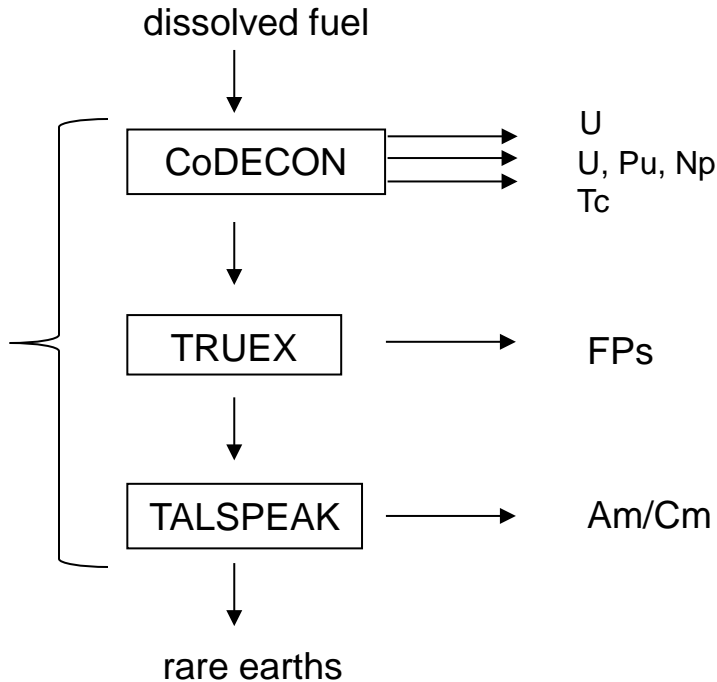 dissolved fuel
CoDECON
U
U, Pu, Np
Tc
TRUEX
FPs
TALSPEAK
Am/Cm
rare earths